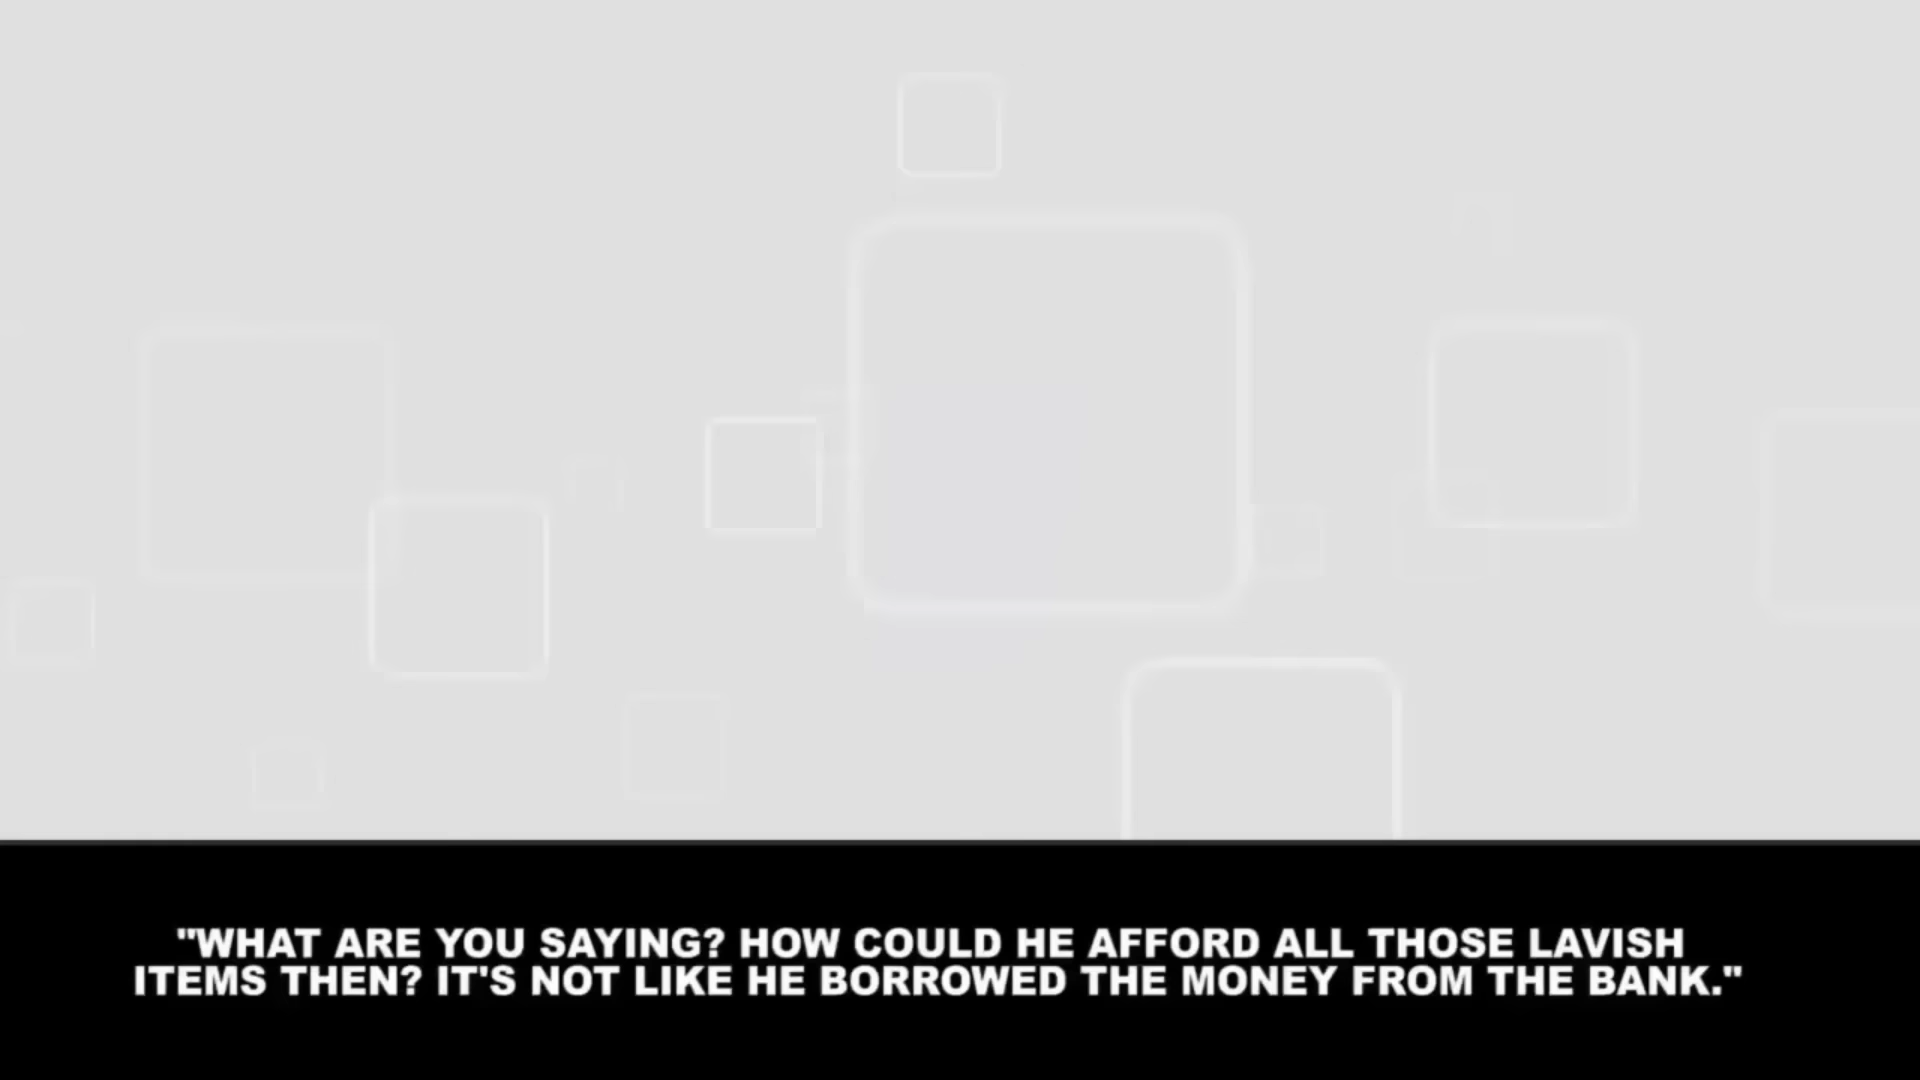 "WHAT ARE YOU SAYING? HOW COULD HE AFFORD ALL THOSE LAVISH
ITEMS THEN? IT'S NOT LIKE HE BORROWED THE MONEY FROM THE BANK."